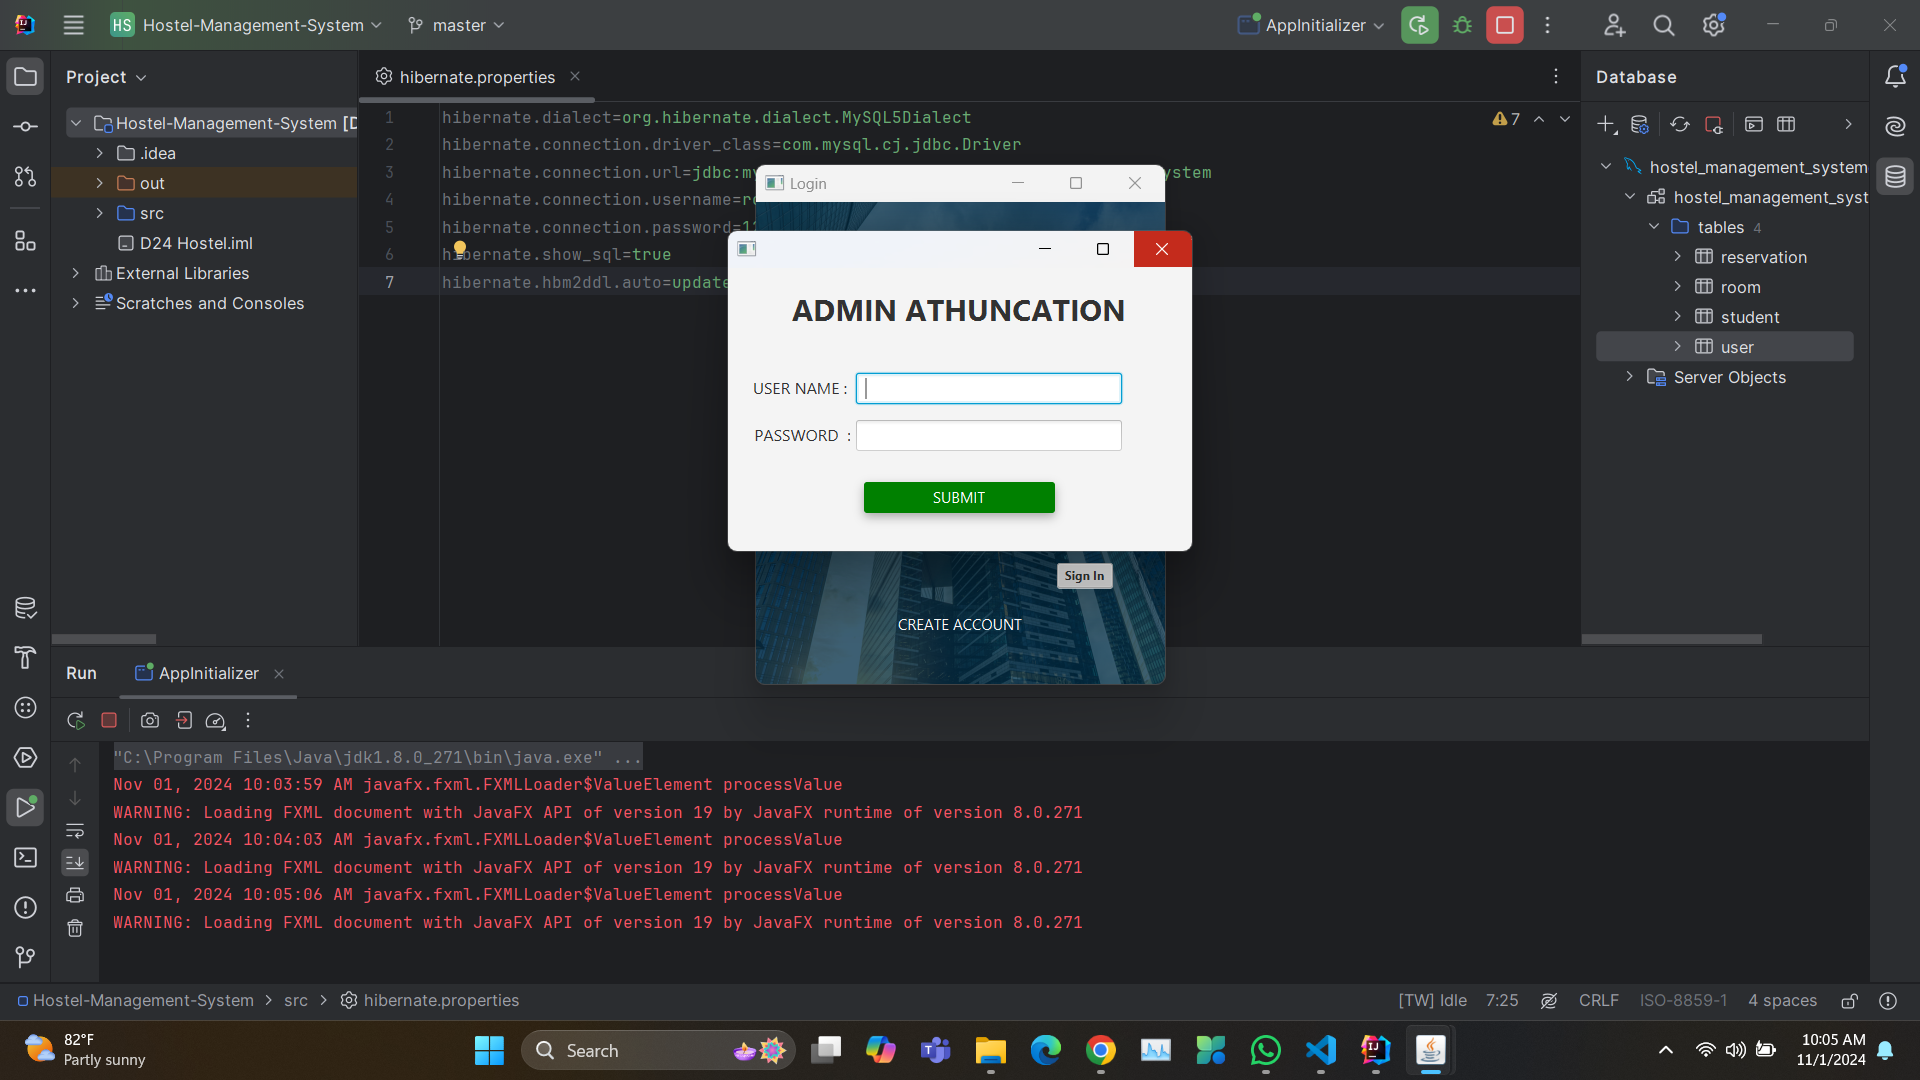 HS Hostel-Management-System master AppInitializer
Project
Hostel-Management-System [D
.idea
out
src
D24 Hostel.iml
External Libraries
Scratches and Consoles
hibernate.properties
7
1 hibernate.dialect=org.hibernate.dialect.MySQL5Dialect
2 hibernate.connection.driver_class=com.mysql.cj.jdbc.Driver
3 hibernate.connection.url=jdbc:my ystem
4 hibernate.connection.username=r
5 hibernate.connection.password=1
6 hibernate.show_sql=true
7 hibernate.hbm2ddl.auto=update
Login
ADMIN ATHUNCATION
USER NAME :
PASSWORD :
SUBMIT
Sign In
CREATE ACCOUNT
Database
hostel_management_system
hostel_management_syst
tables 4
reservation
room
student
user
Server Objects
Run AppInitializer
"C:\Program Files\Java\jdk1.8.0_271\bin\java.exe" ...
Nov 01, 2024 10:03:59 AM javafx.fxml.FXMLLoader$ValueElement processValue
WARNING: Loading FXML document with JavaFX API of version 19 by JavaFX runtime of version 8.0.271
Nov 01, 2024 10:04:03 AM javafx.fxml.FXMLLoader$ValueElement processValue
WARNING: Loading FXML document with JavaFX API of version 19 by JavaFX runtime of version 8.0.271
Nov 01, 2024 10:05:06 AM javafx.fxml.FXMLLoader$ValueElement processValue
WARNING: Loading FXML document with JavaFX API of version 19 by JavaFX runtime of version 8.0.271
Hostel-Management-System > src > hibernate.properties
[TW] Idle 7:25 CRLF ISO-8859-1 4 spaces
82°F
Partly sunny
Search
10:05 AM
11/1/2024